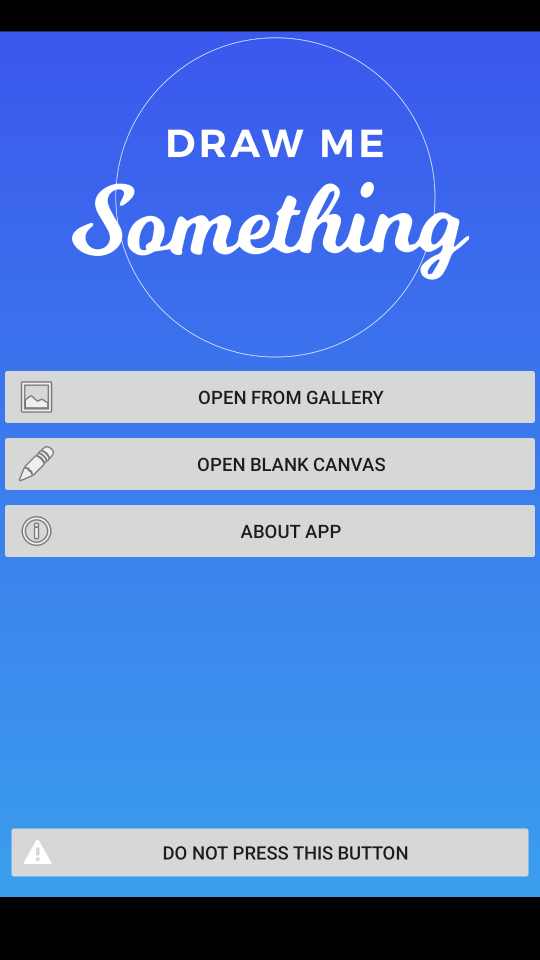 DRAW ME
Something
OPEN FROM GALLERY
OPEN BLANK CANVAS
ABOUT APP
DO NOT PRESS THIS BUTTON